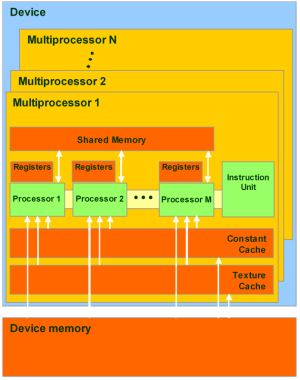 Device
Multiprocessor N
Multiprocessor 2
Multiprocessor 1
Shared Memory
Registers Registers Registers
Processor 1 Processor 2 Processor M
Instruction
Unit
Constant
Cache
Texture
Cache
Device memory